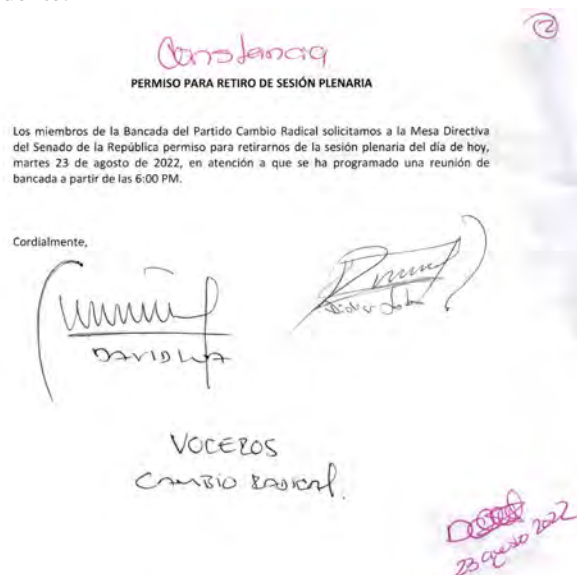 Constancia
2
PERMISO PARA RETIRO DE SESIÓN PLENARIA
Los miembros de la Bancada del Partido Cambio Radical solicitamos a la Mesa Directiva
del Senado de la República permiso para retirarnos de la sesión plenaria del día de hoy,
martes 23 de agosto de 2022, en atención a que se ha programado una reunión de
bancada a partir de las 6:00 PM.
Cordialmente,
DAVID LUNA
Didier Lobo
VOCEROS
CAMBIO RADICAL.
23 agosto 2022